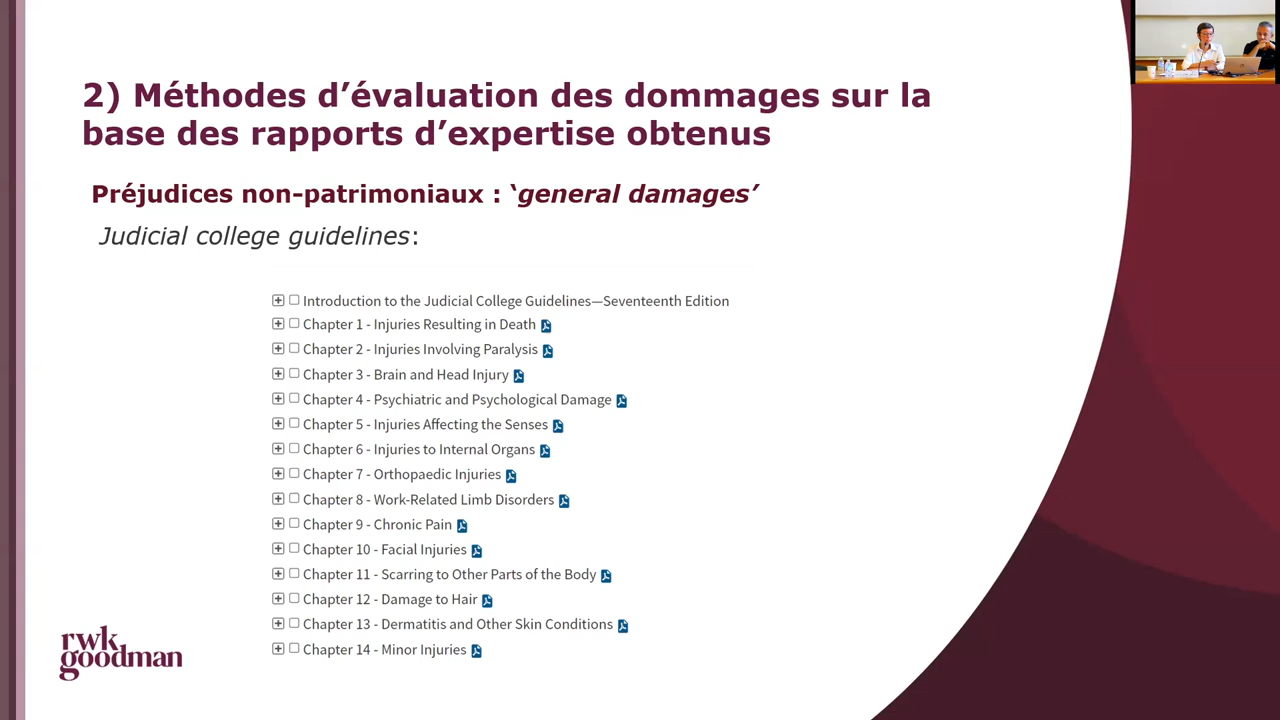 2) Méthodes d’évaluation des dommages sur la
base des rapports d’expertise obtenus
Préjudices non-patrimoniaux : ‘general damages’
Judicial college guidelines:
Introduction to the Judicial College Guidelines—Seventeenth Edition
Chapter 1 - Injuries Resulting in Death
Chapter 2 - Injuries Involving Paralysis
Chapter 3 - Brain and Head Injury
Chapter 4 - Psychiatric and Psychological Damage
Chapter 5 - Injuries Affecting the Senses
Chapter 6 - Injuries to Internal Organs
Chapter 7 - Orthopaedic Injuries
Chapter 8 - Work-Related Limb Disorders
Chapter 9 - Chronic Pain
Chapter 10 - Facial Injuries
Chapter 11 - Scarring to Other Parts of the Body
Chapter 12 - Damage to Hair
Chapter 13 - Dermatitis and Other Skin Conditions
Chapter 14 - Minor Injuries
rwk
goodman